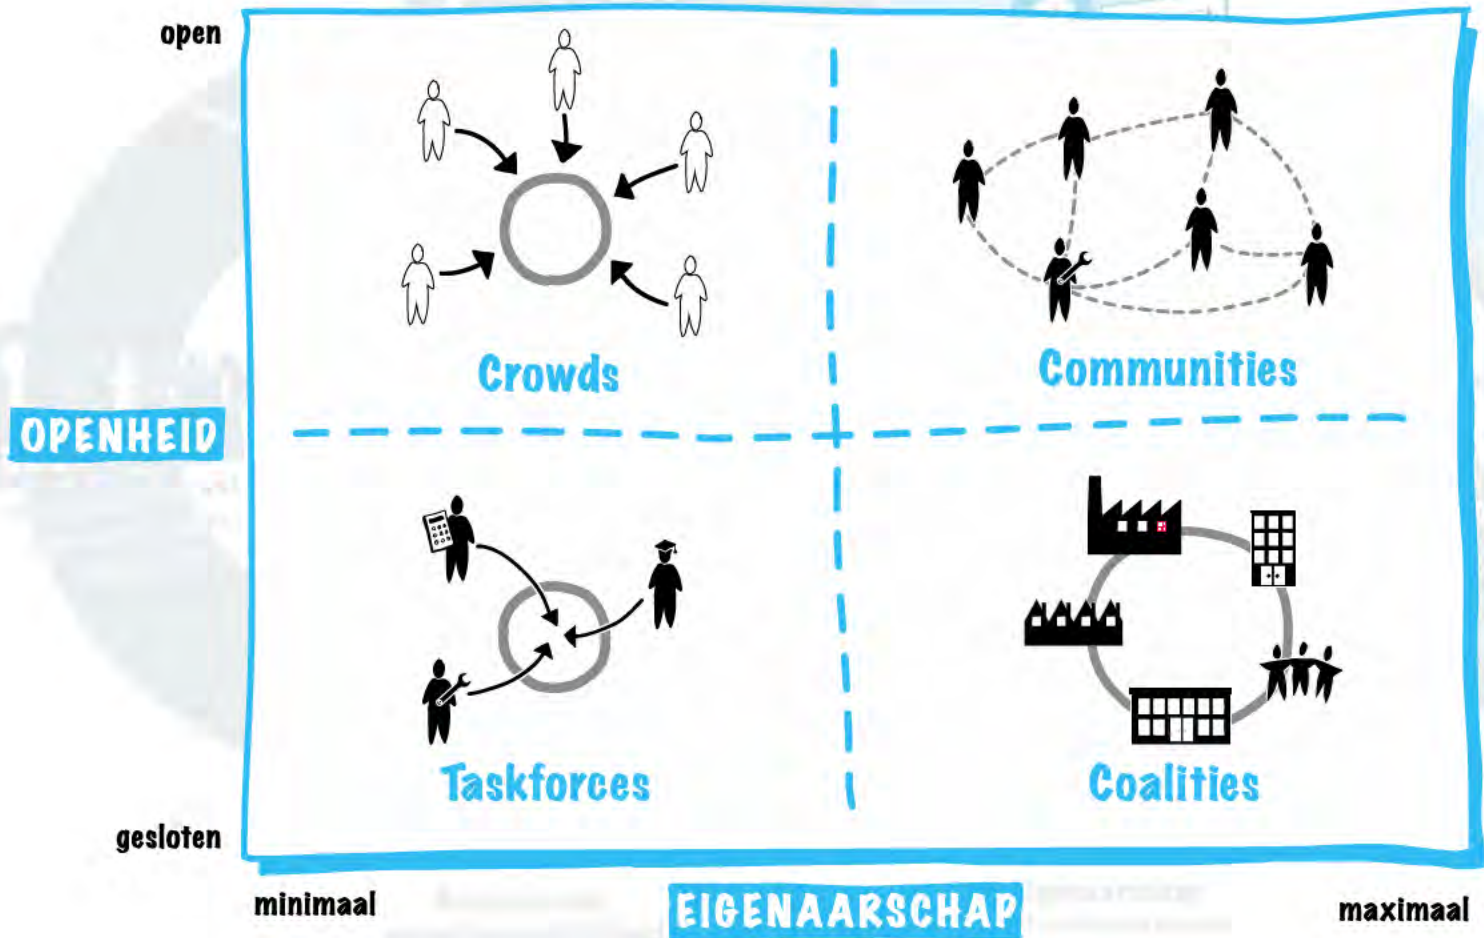 open
Crowds
Communities
OPENHEID
Taskforces
Coalities
gesloten
minimaal
EIGENAARSCHAP
maximaal